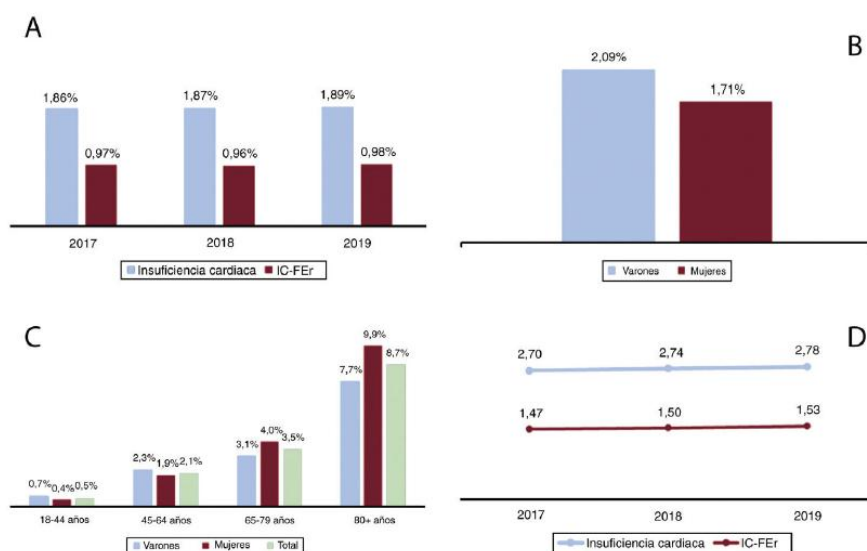 A
1,86% 1,87% 1,89%
0,97% 0,96% 0,98%
2017 2018 2019
Insuficiencia cardiaca IC-FEr
B
2,09%
1,71%
Varones Mujeres
C
0,7% 0,4% 0,5%
2,3% 1,9% 2,1%
3,1% 4,0% 3,5%
7,7% 9,9% 8,7%
18-44 años 45-64 años 65-79 años 80+ años
Varones Mujeres Total
D
2,70 2,74 2,78
1,47 1,50 1,53
2017 2018 2019
Insuficiencia cardiaca IC-FEr